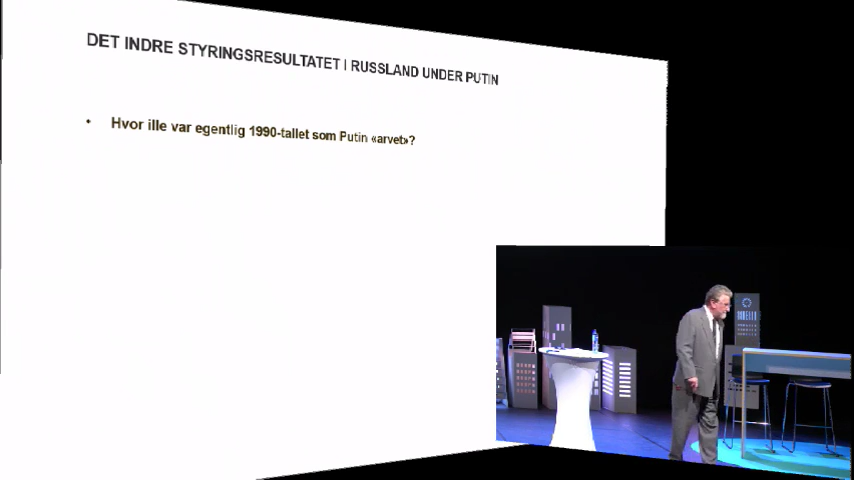 DET INDRE STYRINGSRESULTATET I RUSSLAND UNDER PUTIN
• Hvor ille var egentlig 1990-tallet som Putin «arvet»?